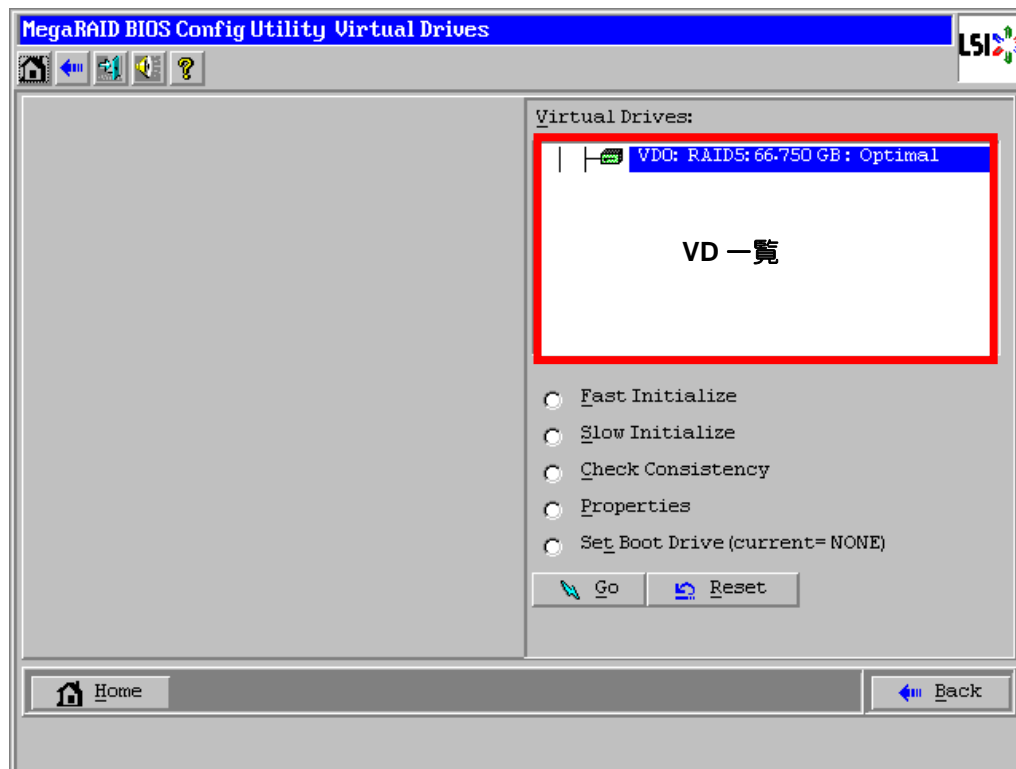 MegaRAID BIOS Config Utility Virtual Drives
LSI
Virtual Drives:
VD0: RAID5: 66.750 GB: Optimal
VD 一覧
Fast Initialize
Slow Initialize
Check Consistency
Properties
Set Boot Drive (current= NONE)
Go
Reset
Home
Back